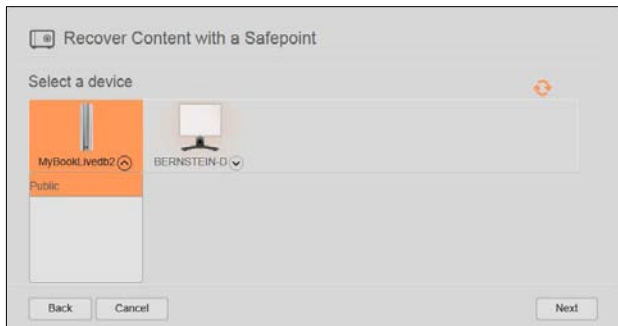 Recover Content with a Safepoint
Select a device
MyBookLivedb2 BERNSTEIN-D
Public
Back Cancel Next